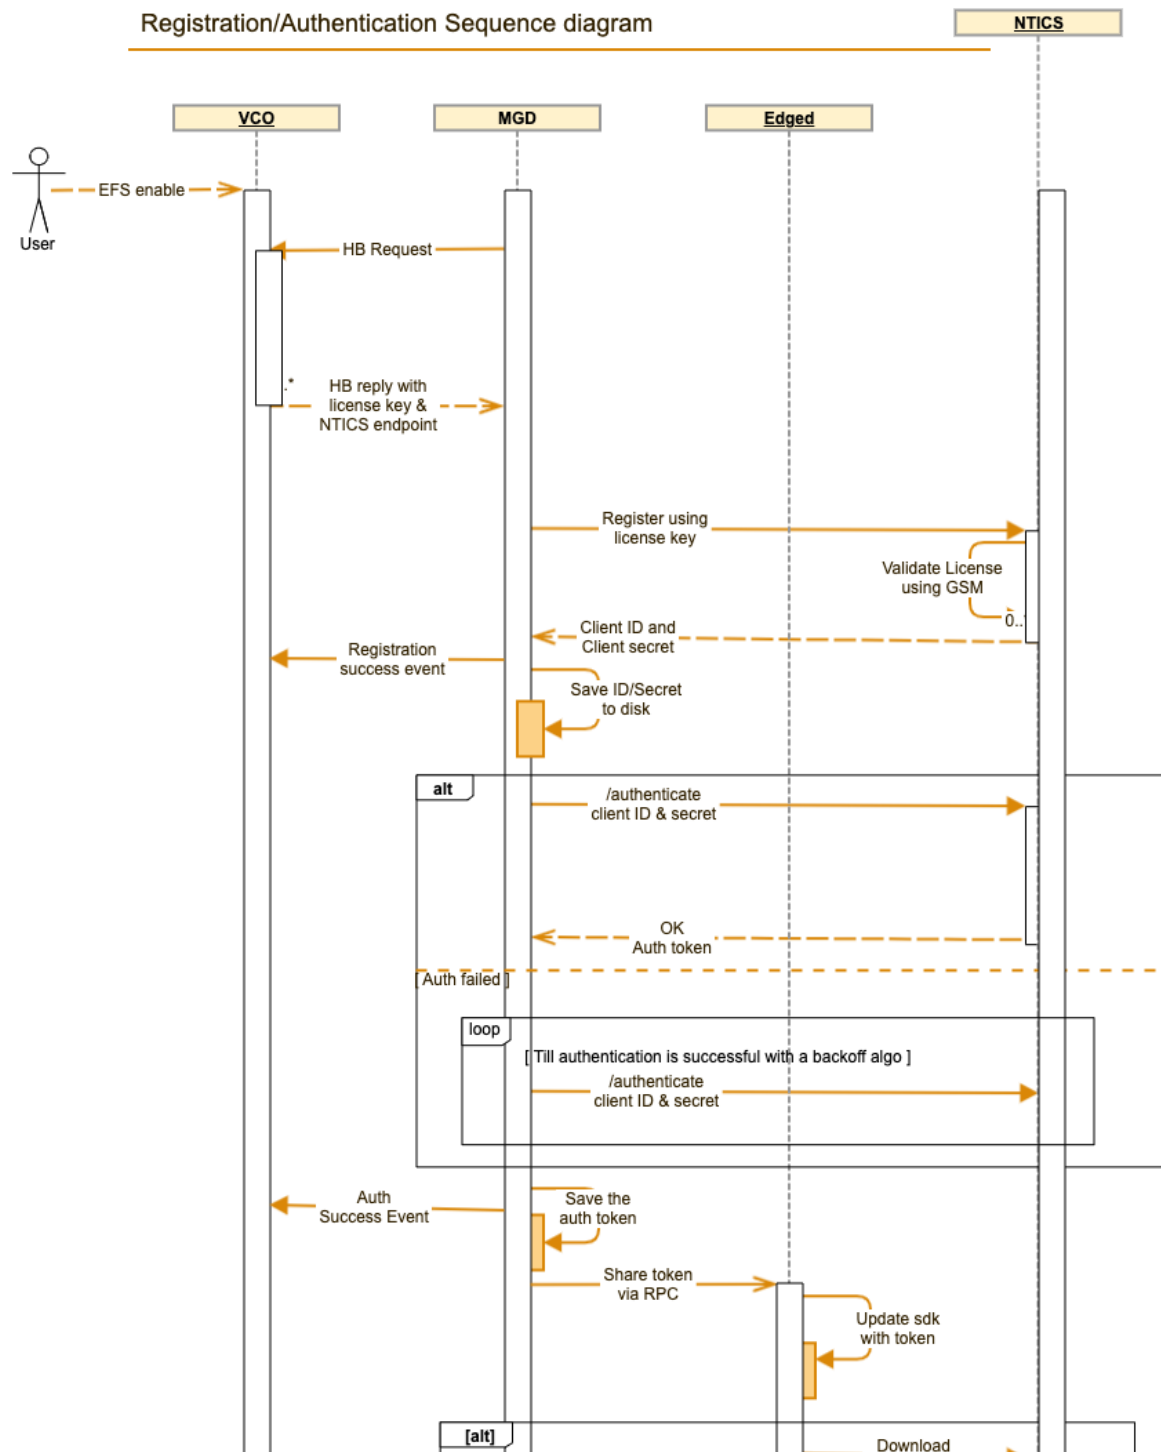 Registration/Authentication Sequence diagram
NTICS
VCO
MGD
Edged
EFS enable
User
HB Request
.*
HB reply with
license key &
NTICS endpoint
Register using
license key
Validate License
using GSM
0..
Client ID and
Client secret
Registration
success event
Save ID/Secret
to disk
alt
/authenticate
client ID & secret
OK
Auth token
[ Auth failed ]
loop
[ Till authentication is successful with a backoff algo ]
/authenticate
client ID & secret
Auth
Success Event
Save the
auth token
Share token
via RPC
Update sdk
with token
[alt]
Download